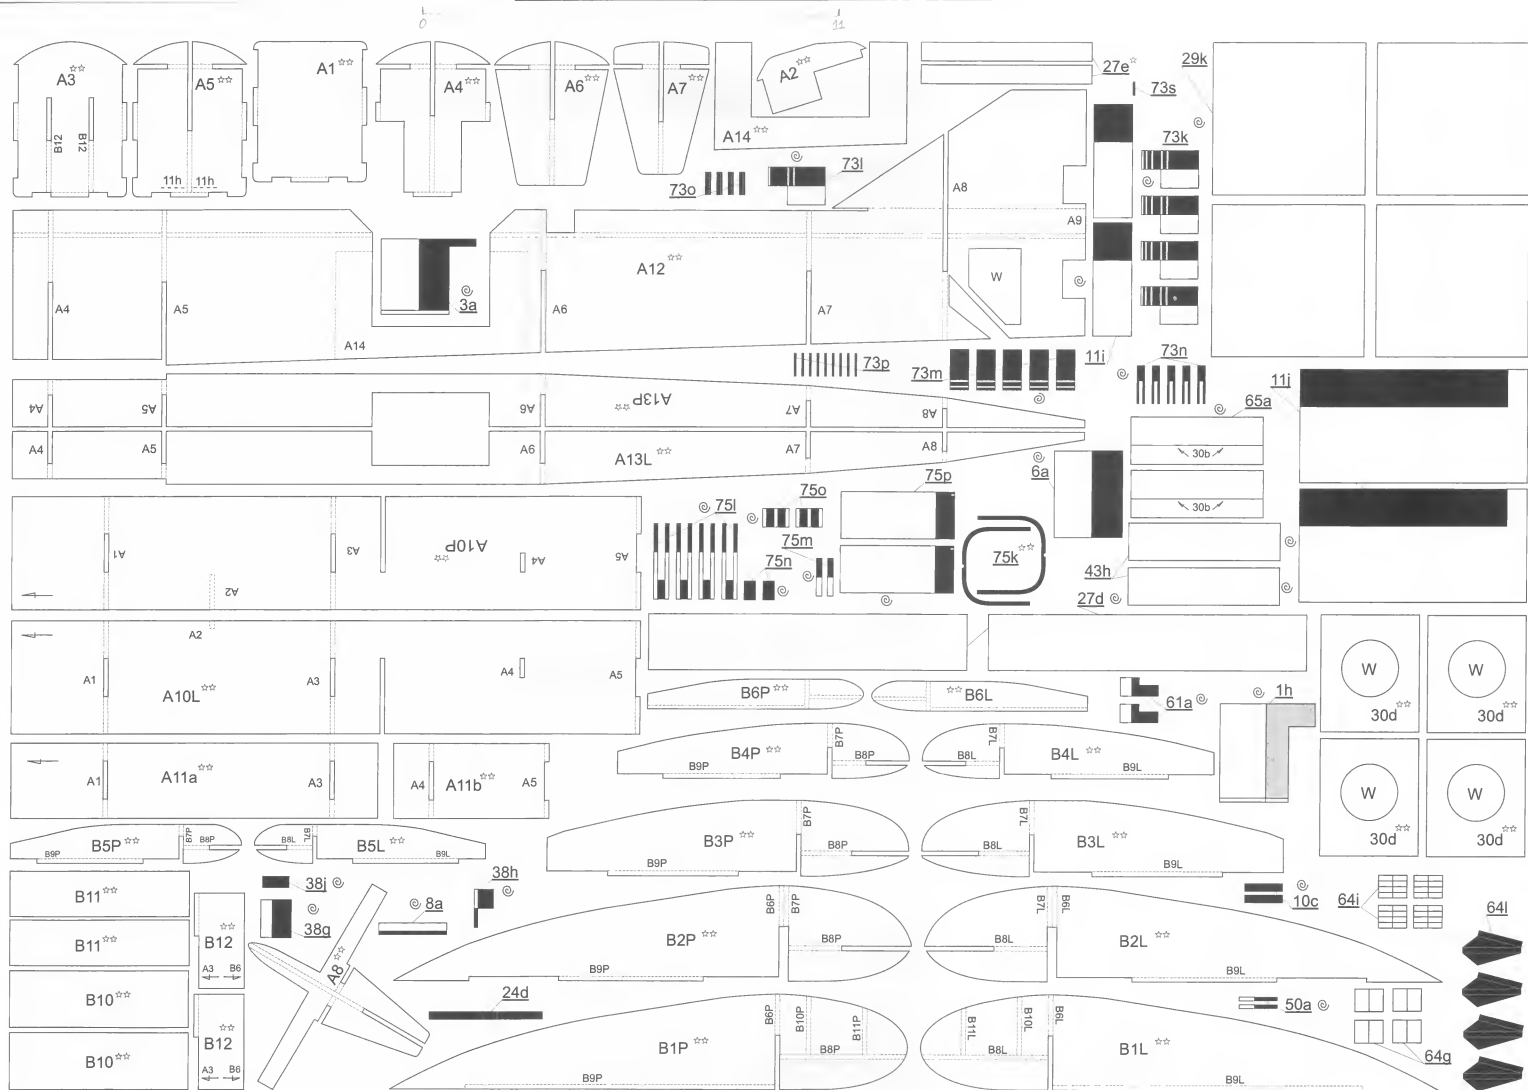 0
11
A3
B12
B12
A5
11h
11h
A1
A4
A6
A7
A2
A14
27e
73s
29k
73k
73o
73l
A8
A9
W
A4
A5
A14
3a
A6
A12
A7
73p
73m
11i
73n
11j
65a
30b
30b
A4
A5
A6
A13P
A7
A8
A4
A5
A6
A13L
A7
A8
6a
43h
75l
75o
75p
75m
75n
75k
27d
A1
A2
A3
A10P
A4
A5
A1
A2
A10L
A3
A4
A5
A1
A11a
A3
A4
A11b
A5
B6P
B6L
61a
1h
W
30d
W
30d
W
30d
W
30d
B4P
B7P
B8P
B9P
B7L
B8L
B4L
B9L
B5P
B7P
B8P
B9P
B8L
B7L
B5L
B9L
B3P
B7P
B8P
B9P
B7L
B8L
B3L
B9L
B11
B11
B10
B10
B12
A3
B6
B12
A3
B6
38j
38g
38h
8a
A8
24d
B2P
B6P
B7P
B8P
B9P
B7L
B6L
B8L
B2L
B9L
10c
64i
64l
50a
64g
B1P
B6P
B10P
B11P
B8P
B9P
B11L
B10L
B6L
B8L
B1L
B9L